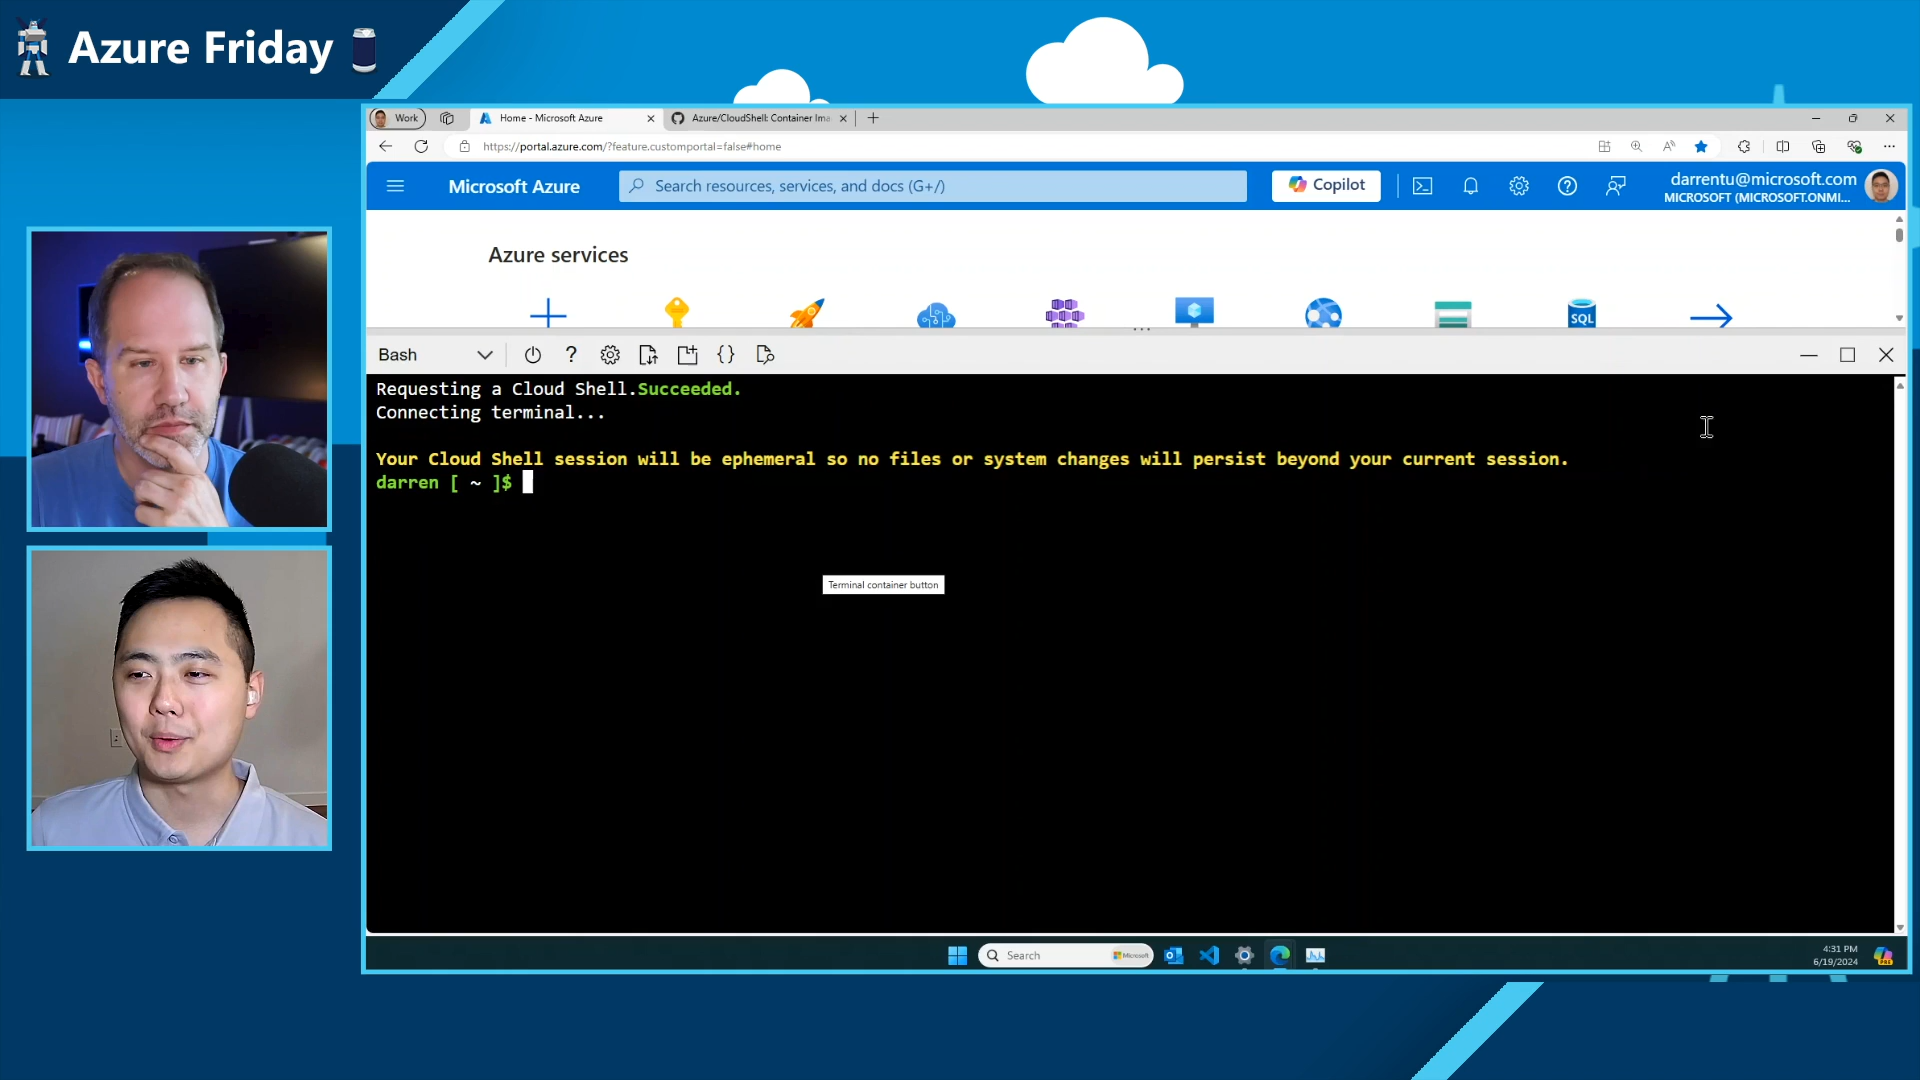 Azure Friday
Work
Home - Microsoft Azure
Azure/CloudShell: Container Ima
https://portal.azure.com/?feature.customportal=false#home
Microsoft Azure
Search resources, services, and docs (G+/)
Copilot
darrentu@microsoft.com
MICROSOFT (MICROSOFT.ONMI...
Azure services
SQL
Bash
Requesting a Cloud Shell.Succeeded.
Connecting terminal...
Your Cloud Shell session will be ephemeral so no files or system changes will persist beyond your current session.
darren [ ~ ]$
Terminal container button
Search
Microsoft
4:31 PM
6/19/2024